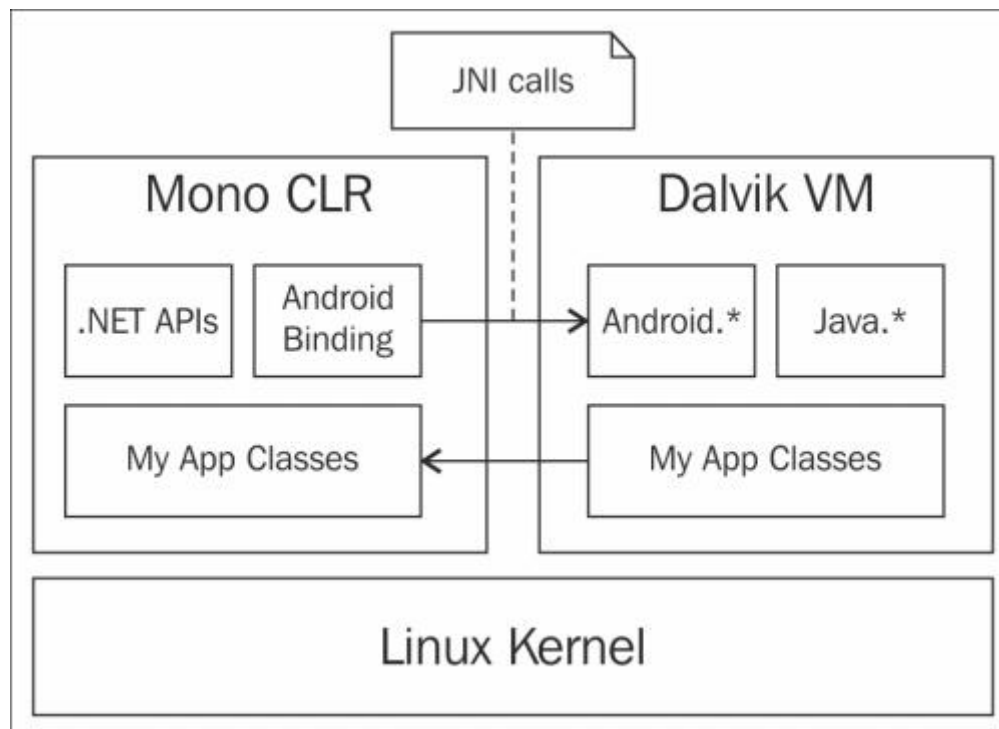 JNI calls
Mono CLR
Dalvik VM
.NET APIs
Android
Binding
Android.*
Java.*
My App Classes
My App Classes
Linux Kernel